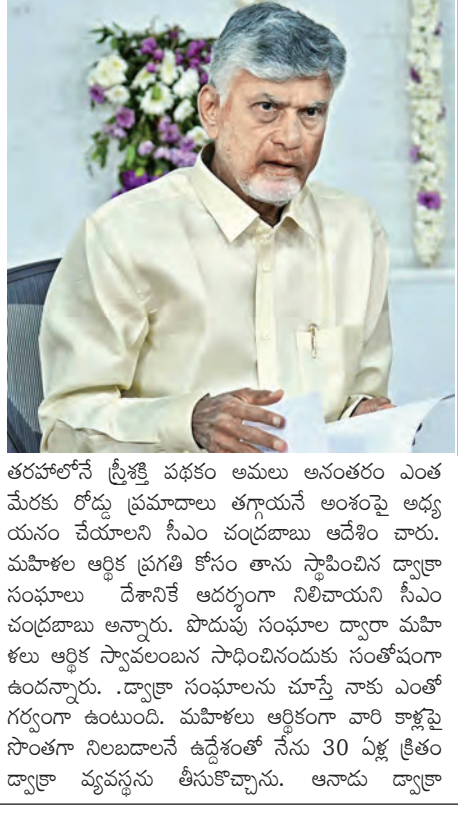 తరహాలోనే స్త్రీశక్తి పథకం అమలు అనంతరం ఎంత
మేరకు రోడ్డు ప్రమాదాలు తగ్గాయనే అంశంపై అధ్య
యనం చేయాలని సీఎం చంద్రబాబు ఆదేశిం చారు.
మహిళల ఆర్థిక ప్రగతి కోసం తాను స్థాపించిన డ్వాక్రా
సంఘాలు దేశానికే ఆదర్శంగా నిలిచాయని సీఎం
చంద్రబాబు అన్నారు. పొదుపు సంఘాల ద్వారా మహి
ళలు ఆర్థిక స్వావలంబన సాధించినందుకు సంతోషంగా
ఉందన్నారు. .డ్వాక్రా సంఘాలను చూస్తే నాకు ఎంతో
గర్వంగా ఉంటుంది. మహిళలు ఆర్థికంగా వారి కాళ్లపై
సొంతగా నిలబడాలనే ఉద్దేశంతో నేను 30 ఏళ్ల క్రితం
డ్వాక్రా వ్యవస్థను తీసుకొచ్చాను. ఆనాడు డ్వాక్రా